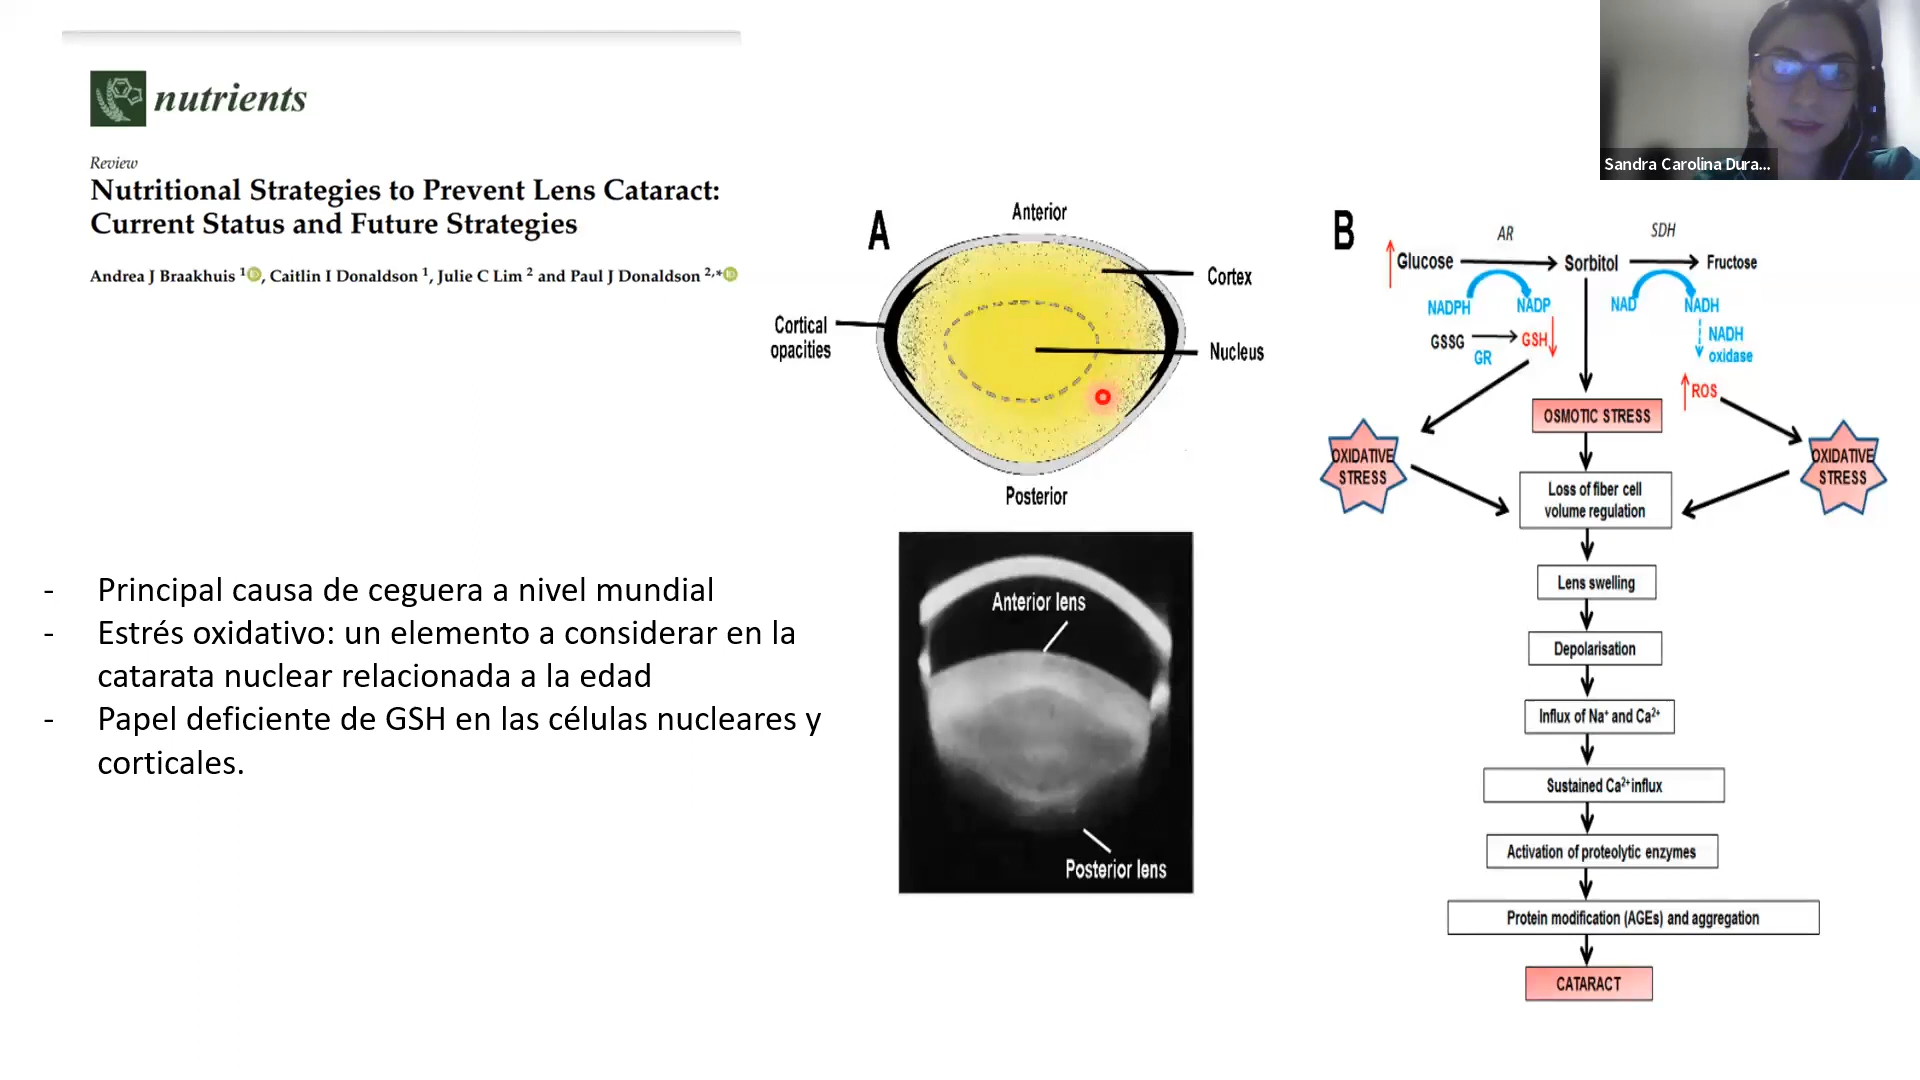 nutrients
Review
Nutritional Strategies to Prevent Lens Cataract:
Current Status and Future Strategies
Andrea J Braakhuis 1, Caitlin I Donaldson 1, Julie C Lim 2 and Paul J Donaldson 2,*
- Principal causa de ceguera a nivel mundial
- Estrés oxidativo: un elemento a considerar en la
catarata nuclear relacionada a la edad
- Papel deficiente de GSH en las células nucleares y
corticales.
A
Anterior
Cortex
Cortical
opacities
Nucleus
Posterior
Anterior lens
Posterior lens
B
AR
SDH
Glucose
Sorbitol
Fructose
NADPH
NADP
NAD
NADH
GSSG
GSH
GR
NADH
oxidase
ROS
OSMOTIC STRESS
OXIDATIVE
STRESS
OXIDATIVE
STRESS
Loss of fiber cell
volume regulation
Lens swelling
Depolarisation
Influx of Na+ and Ca2+
Sustained Ca2+ influx
Activation of proteolytic enzymes
Protein modification (AGEs) and aggregation
CATARACT
Sandra Carolina Dura...